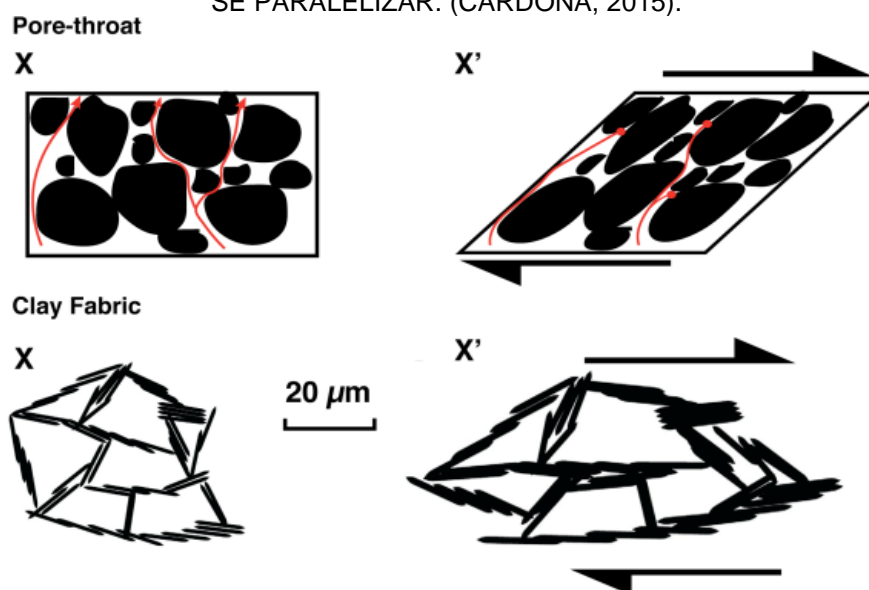 SE PARALELIZAR. (CARDONA, 2015).
Pore-throat
X
X’
Clay Fabric
X
X’
20 µm